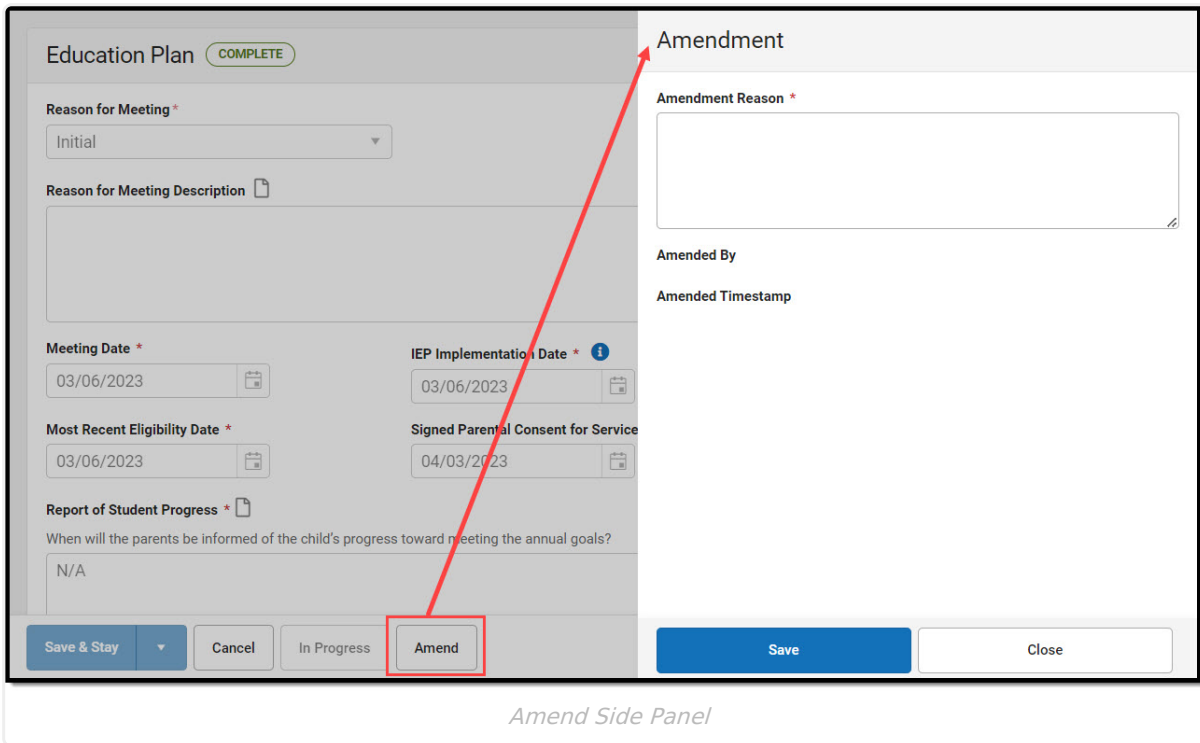 Education Plan COMPLETE
Reason for Meeting *
Initial
Reason for Meeting Description
Meeting Date *
IEP Implementation Date *
03/06/2023
03/06/2023
Most Recent Eligibility Date *
Signed Parental Consent for Service
03/06/2023
04/03/2023
Report of Student Progress *
When will the parents be informed of the child's progress toward meeting the annual goals?
N/A
Save & Stay
Cancel
In Progress
Amend
Amendment
Amendment Reason *
Amended By
Amended Timestamp
Save
Close
Amend Side Panel